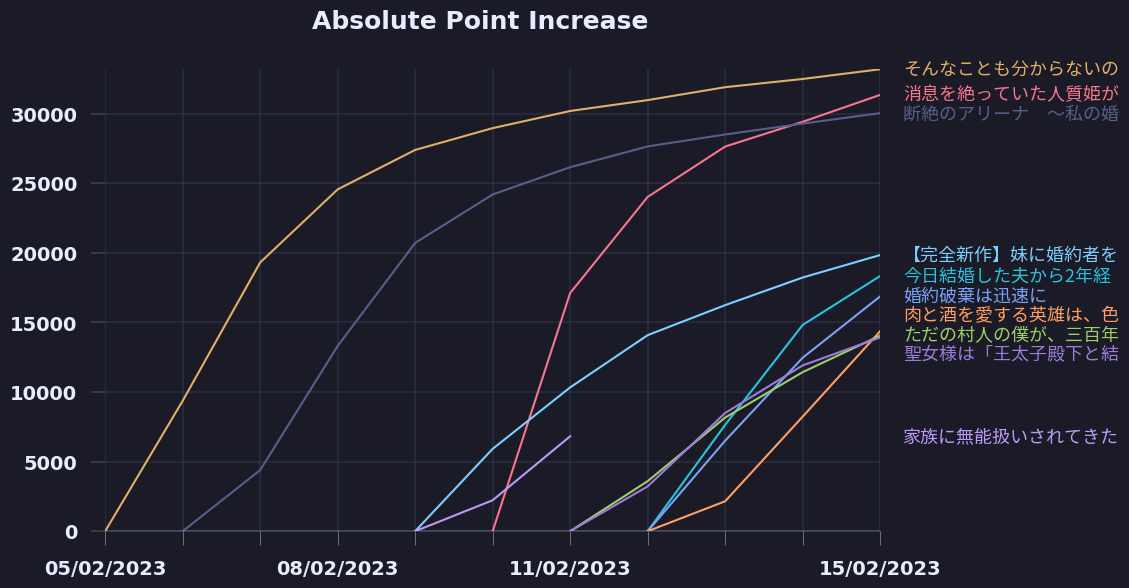 Absolute Point Increase
そんなことも分からないの
消息を絶っていた人質姫が
断絶のアリーナ　～私の婚
【完全新作】妹に婚約者を
今日結婚した夫から2年経
婚約破棄は迅速に
肉と酒を愛する英雄は、色
ただの村人の僕が、三百年
聖女様は「王太子殿下と結
家族に無能扱いされてきた
30000
25000
20000
15000
10000
5000
0
05/02/2023
08/02/2023
11/02/2023
15/02/2023